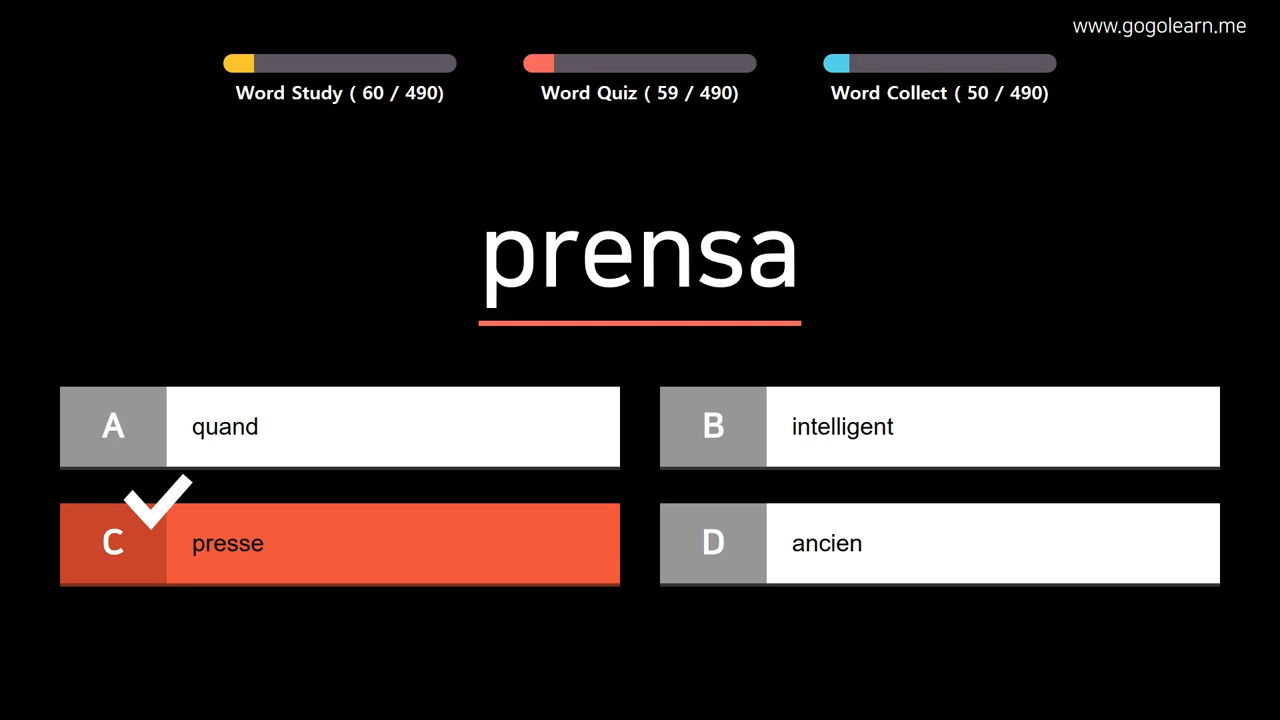 www.gogolearn.me
Word Study ( 60 / 490)
Word Quiz ( 59 / 490)
Word Collect ( 50 / 490)
prensa
A quand
B intelligent
C presse
D ancien